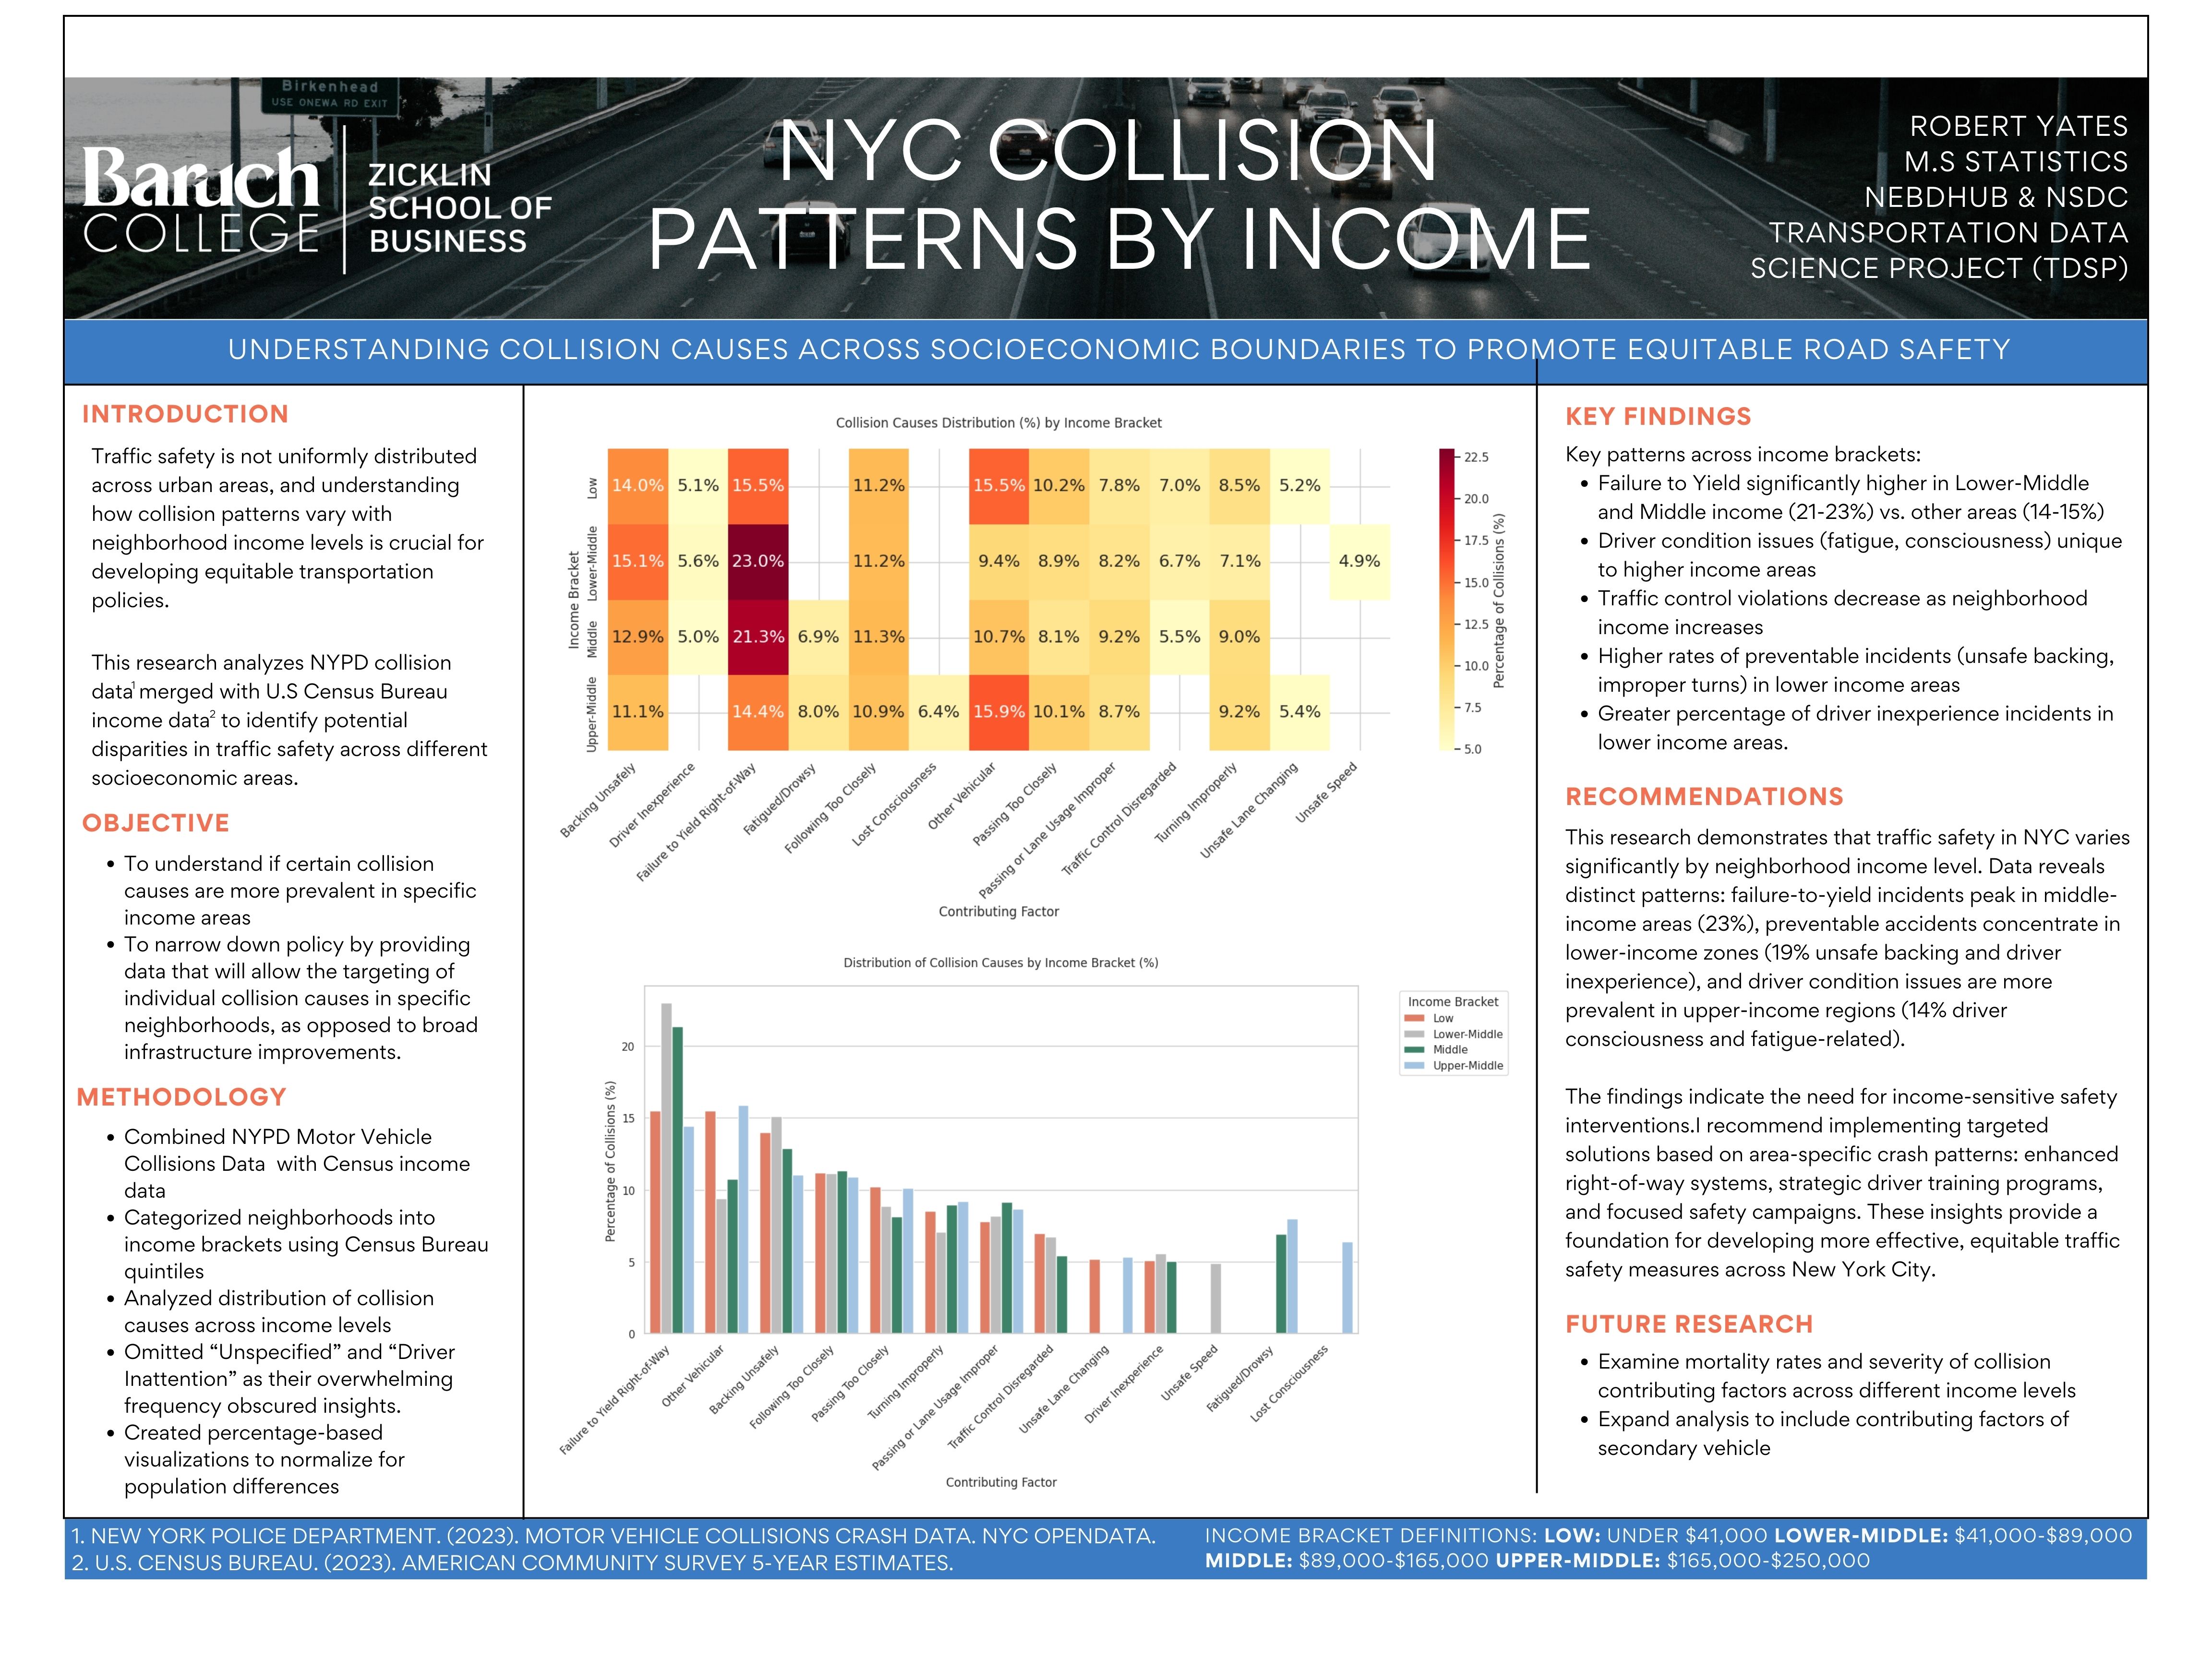 Birkenhead
USE ONEWA RD EXIT
Baruch
COLLEGE
ZICKLIN
SCHOOL OF
BUSINESS
NYC COLLISION
PATTERNS BY INCOME
ROBERT YATES
M.S STATISTICS
NEBDHUB & NSDC
TRANSPORTATION DATA
SCIENCE PROJECT (TDSP)
UNDERSTANDING COLLISION CAUSES ACROSS SOCIOECONOMIC BOUNDARIES TO PROMOTE EQUITABLE ROAD SAFETY
INTRODUCTION
Traffic safety is not uniformly distributed
across urban areas, and understanding
how collision patterns vary with
neighborhood income levels is crucial for
developing equitable transportation
policies.
This research analyzes NYPD collision
data¹ merged with U.S Census Bureau
income data² to identify potential
disparities in traffic safety across different
socioeconomic areas.
OBJECTIVE
• To understand if certain collision
causes are more prevalent in specific
income areas
• To narrow down policy by providing
data that will allow the targeting of
individual collision causes in specific
neighborhoods, as opposed to broad
infrastructure improvements.
METHODOLOGY
• Combined NYPD Motor Vehicle
Collisions Data  with Census income
data
• Categorized neighborhoods into
income brackets using Census Bureau
quintiles
• Analyzed distribution of collision
causes across income levels
• Omitted “Unspecified” and “Driver
Inattention” as their overwhelming
frequency obscured insights.
• Created percentage-based
visualizations to normalize for
population differences
Collision Causes Distribution (%) by Income Bracket
Income Bracket
Low
14.0% 5.1% 15.5% 11.2% 15.5% 10.2% 7.8% 7.0% 8.5% 5.2%
Lower-Middle
15.1% 5.6% 23.0% 11.2% 9.4% 8.9% 8.2% 6.7% 7.1% 4.9%
Middle
12.9% 5.0% 21.3% 6.9% 11.3% 10.7% 8.1% 9.2% 5.5% 9.0%
Upper-Middle
11.1% 14.4% 8.0% 10.9% 6.4% 15.9% 10.1% 8.7% 9.2% 5.4%
Backing Unsafely
Driver Inexperience
Failure to Yield Right-of-Way
Fatigued/Drowsy
Following Too Closely
Lost Consciousness
Other Vehicular
Passing Too Closely
Passing or Lane Usage Improper
Traffic Control Disregarded
Turning Improperly
Unsafe Lane Changing
Unsafe Speed
Contributing Factor
22.5
20.0
17.5
15.0
12.5
10.0
7.5
5.0
Percentage of Collisions (%)
Distribution of Collision Causes by Income Bracket (%)
Percentage of Collisions (%)
20
15
10
5
0
Failure to Yield Right-of-Way
Other Vehicular
Backing Unsafely
Following Too Closely
Passing Too Closely
Turning Improperly
Passing or Lane Usage Improper
Traffic Control Disregarded
Unsafe Lane Changing
Driver Inexperience
Unsafe Speed
Fatigued/Drowsy
Lost Consciousness
Contributing Factor
Income Bracket
Low
Lower-Middle
Middle
Upper-Middle
KEY FINDINGS
Key patterns across income brackets:
• Failure to Yield significantly higher in Lower-Middle
and Middle income (21-23%) vs. other areas (14-15%)
• Driver condition issues (fatigue, consciousness) unique
to higher income areas
• Traffic control violations decrease as neighborhood
income increases
• Higher rates of preventable incidents (unsafe backing,
improper turns) in lower income areas
• Greater percentage of driver inexperience incidents in
lower income areas.
RECOMMENDATIONS
This research demonstrates that traffic safety in NYC varies
significantly by neighborhood income level. Data reveals
distinct patterns: failure-to-yield incidents peak in middle-
income areas (23%), preventable accidents concentrate in
lower-income zones (19% unsafe backing and driver
inexperience), and driver condition issues are more
prevalent in upper-income regions (14% driver
consciousness and fatigue-related).
The findings indicate the need for income-sensitive safety
interventions.I recommend implementing targeted
solutions based on area-specific crash patterns: enhanced
right-of-way systems, strategic driver training programs,
and focused safety campaigns. These insights provide a
foundation for developing more effective, equitable traffic
safety measures across New York City.
FUTURE RESEARCH
• Examine mortality rates and severity of collision
contributing factors across different income levels
• Expand analysis to include contributing factors of
secondary vehicle
1. NEW YORK POLICE DEPARTMENT. (2023). MOTOR VEHICLE COLLISIONS CRASH DATA. NYC OPENDATA.
2. U.S. CENSUS BUREAU. (2023). AMERICAN COMMUNITY SURVEY 5-YEAR ESTIMATES.
INCOME BRACKET DEFINITIONS: LOW: UNDER $41,000 LOWER-MIDDLE: $41,000-$89,000
MIDDLE: $89,000-$165,000 UPPER-MIDDLE: $165,000-$250,000